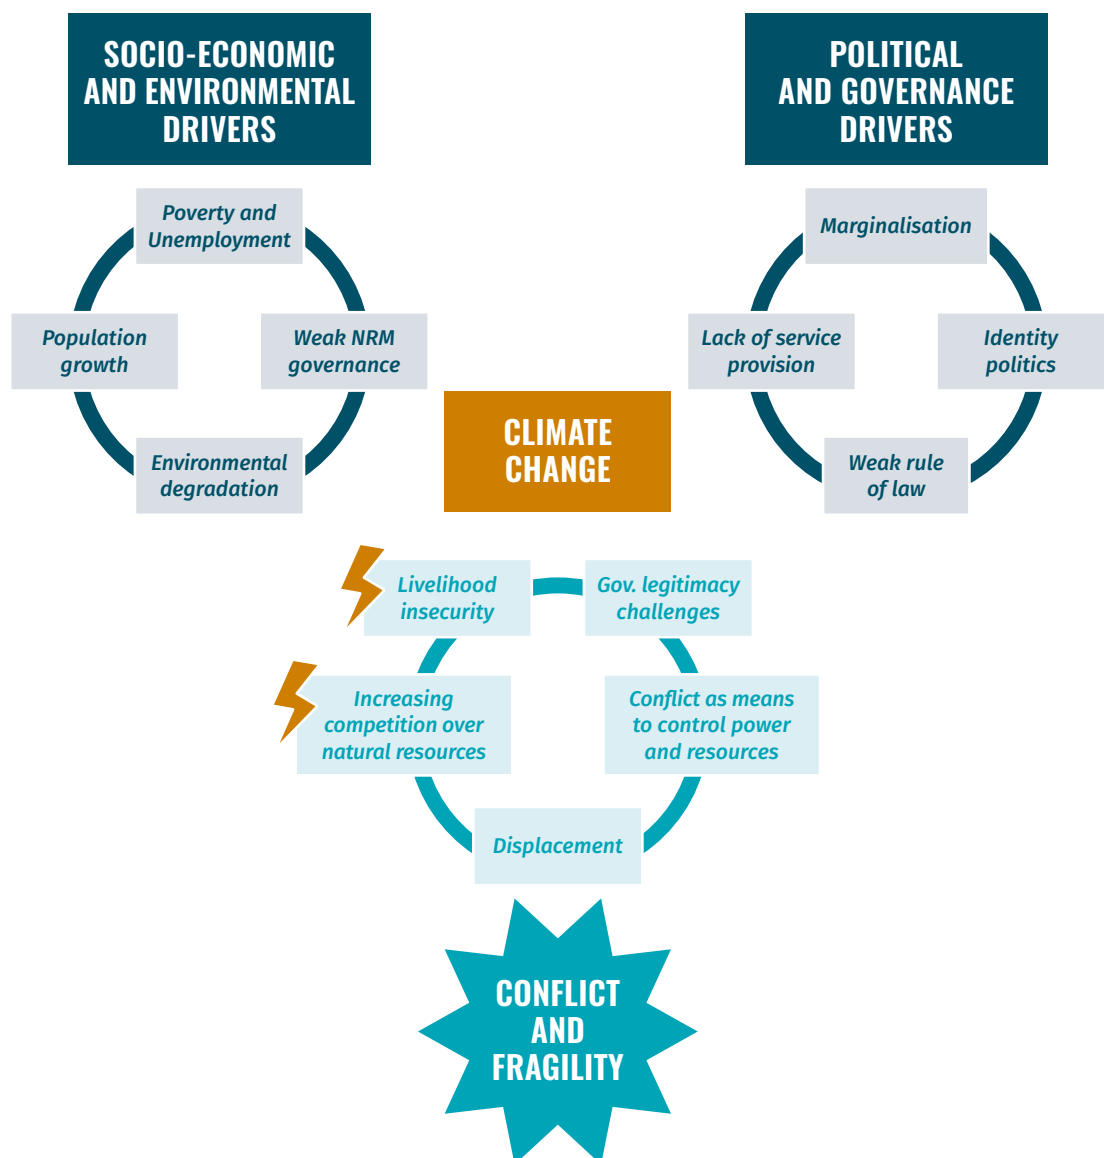 SOCIO-ECONOMIC
AND ENVIRONMENTAL
DRIVERS
POLITICAL
AND GOVERNANCE
DRIVERS
Poverty and
Unemployment
Population
growth
Weak NRM
governance
Environmental
degradation
Marginalisation
Lack of service
provision
Identity
politics
Weak rule
of law
CLIMATE
CHANGE
Livelihood
insecurity
Gov. legitimacy
challenges
Increasing
competition over
natural resources
Conflict as means
to control power
and resources
Displacement
CONFLICT
AND
FRAGILITY